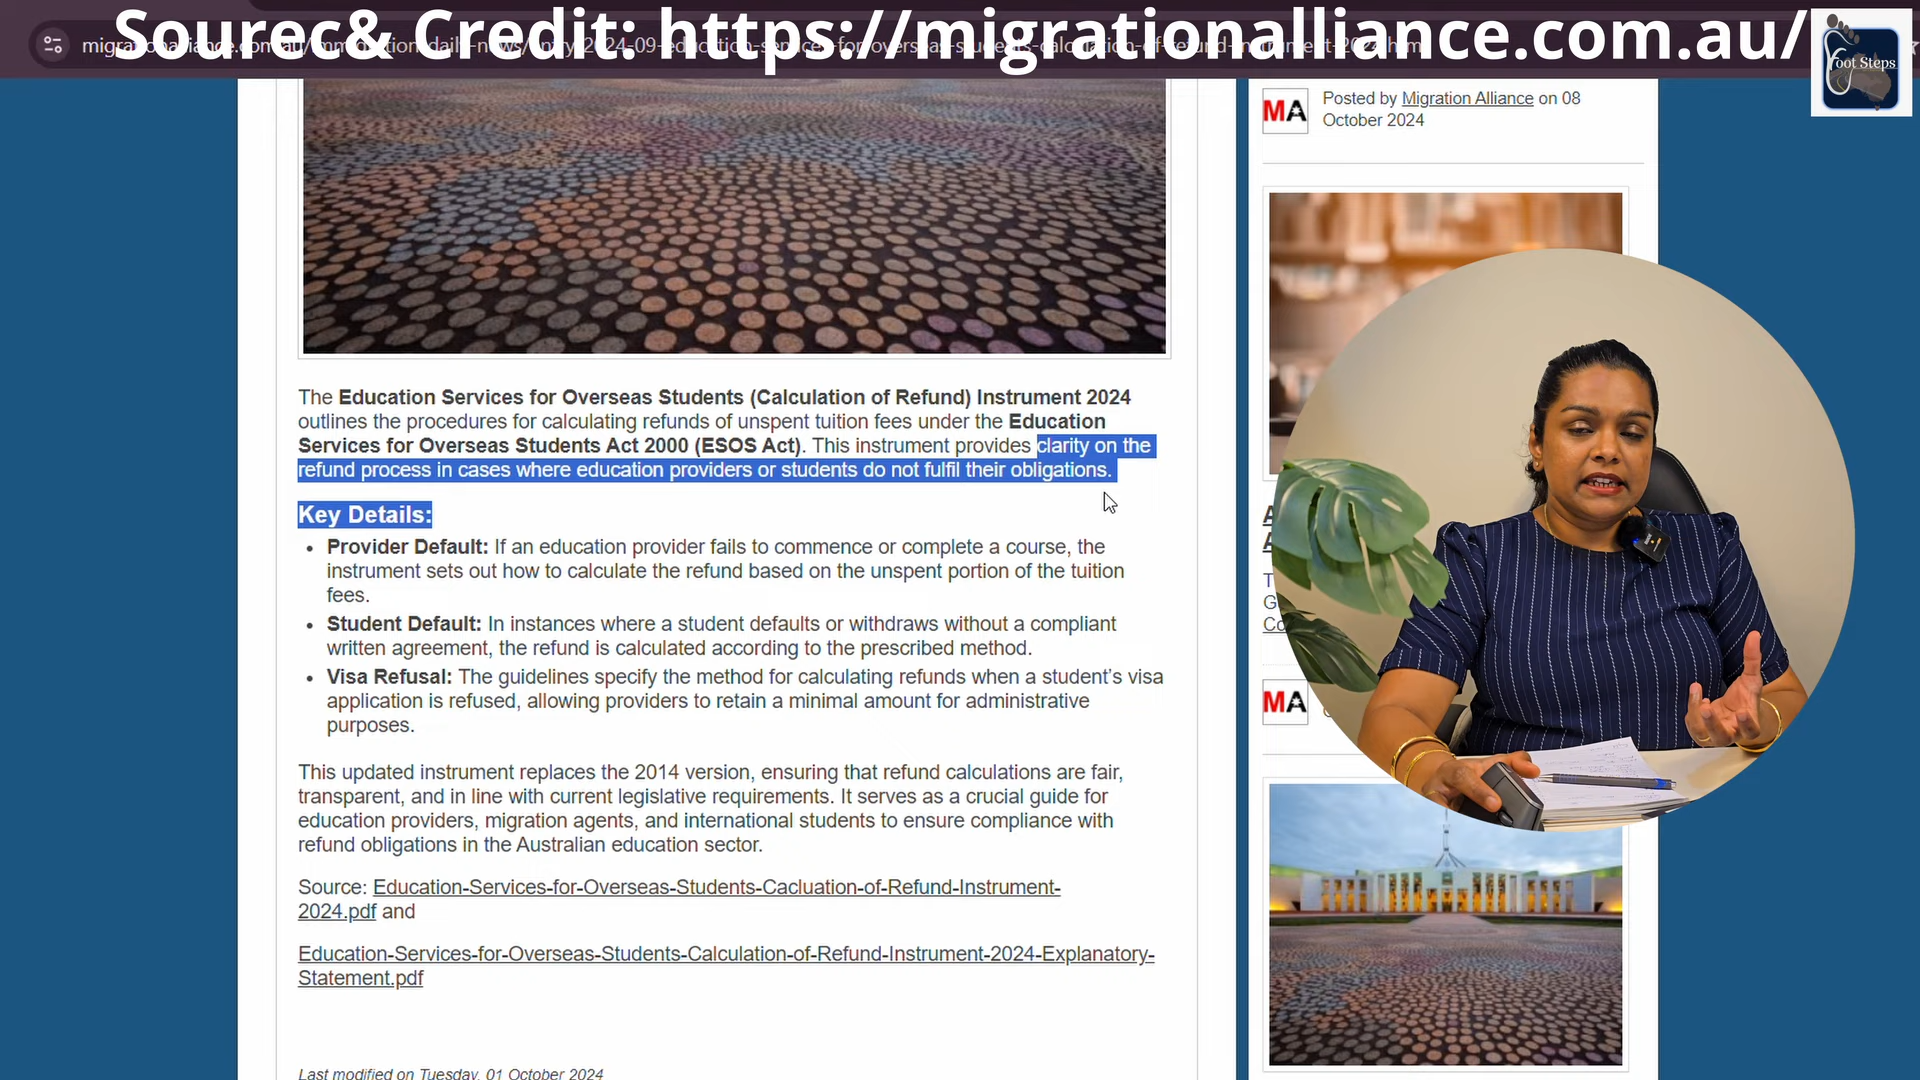 Sourec& Credit: https://migrationalliance.com.au/
Foot Steps
Posted by Migration Alliance on 08
October 2024
MA
The Education Services for Overseas Students (Calculation of Refund) Instrument 2024
outlines the procedures for calculating refunds of unspent tuition fees under the Education
Services for Overseas Students Act 2000 (ESOS Act). This instrument provides clarity on the
refund process in cases where education providers or students do not fulfil their obligations.
Key Details:
• Provider Default: If an education provider fails to commence or complete a course, the
instrument sets out how to calculate the refund based on the unspent portion of the tuition
fees.
• Student Default: In instances where a student defaults or withdraws without a compliant
written agreement, the refund is calculated according to the prescribed method.
• Visa Refusal: The guidelines specify the method for calculating refunds when a student’s visa
application is refused, allowing providers to retain a minimal amount for administrative
purposes.
This updated instrument replaces the 2014 version, ensuring that refund calculations are fair,
transparent, and in line with current legislative requirements. It serves as a crucial guide for
education providers, migration agents, and international students to ensure compliance with
refund obligations in the Australian education sector.
Source: Education-Services-for-Overseas-Students-Cacluation-of-Refund-Instrument-
2024.pdf and
Education-Services-for-Overseas-Students-Calculation-of-Refund-Instrument-2024-Explanatory-
Statement.pdf
Last modified on Tuesday, 01 October 2024
MA